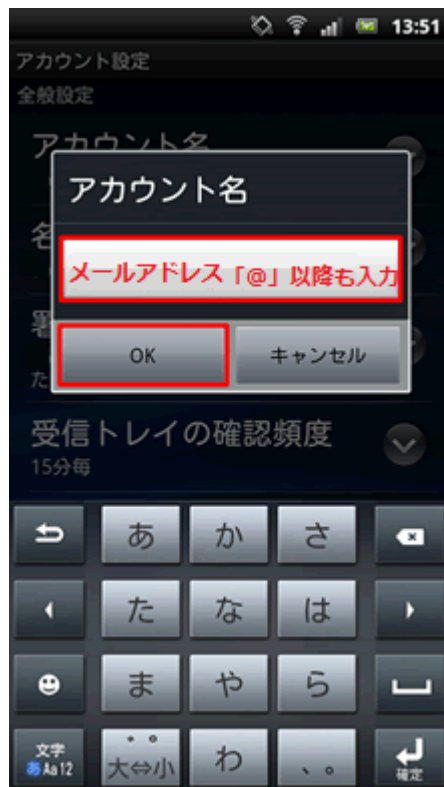 13:51
アカウント設定
全般設定
アカウント名
アカウント名
名
メールアドレス「@」以降も入力
署
OK キャンセル
た
受信トレイの確認頻度
15分毎
あ か さ
た な は
ま や ら
文字
あAa12
大⇔小 わ 、。
確定